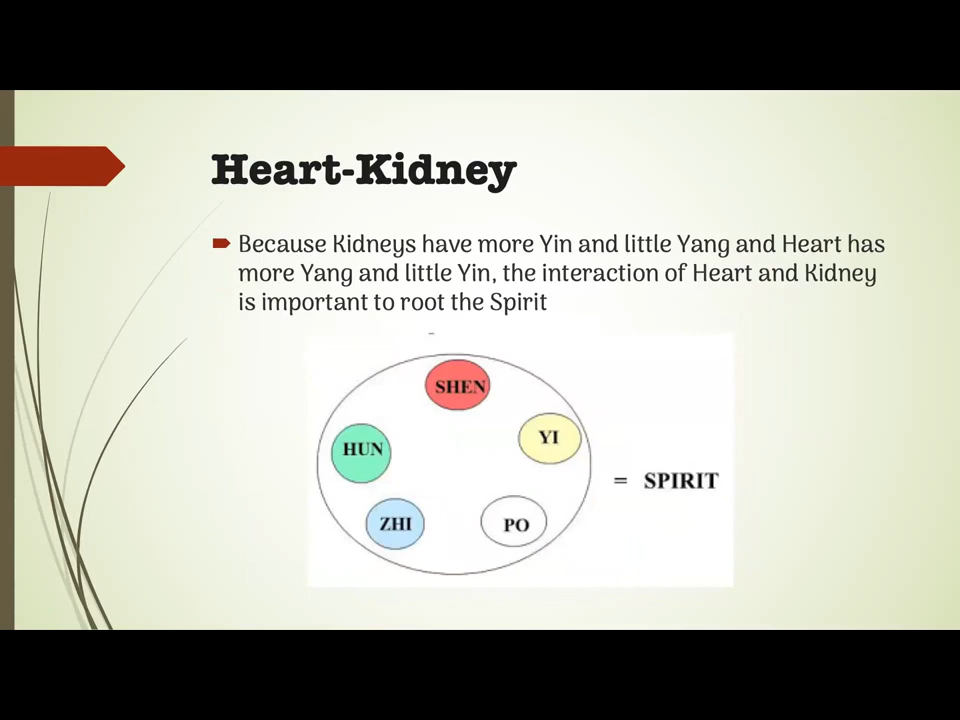 Heart-Kidney
Because Kidneys have more Yin and little Yang and Heart has
more Yang and little Yin, the interaction of Heart and Kidney
is important to root the Spirit
SHEN
HUN
YI
ZHI
PO
= SPIRIT